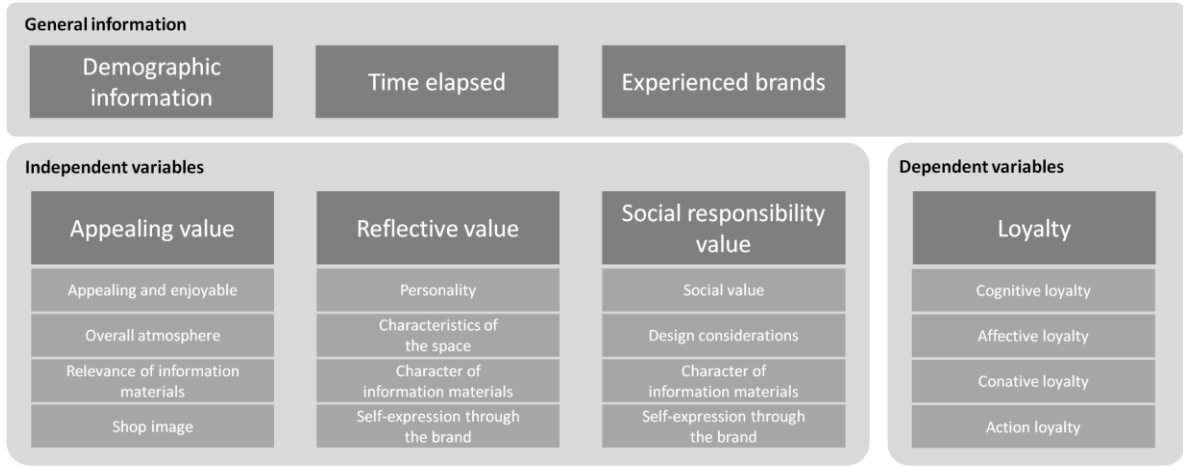 General information
Demographic
information
Time elapsed
Experienced brands
Independent variables
Appealing value
Appealing and enjoyable
Overall atmosphere
Relevance of information
materials
Shop image
Reflective value
Personality
Characteristics of
the space
Character of
information materials
Self-expression through
the brand
Social responsibility
value
Social value
Design considerations
Character of
information materials
Self-expression through
the brand
Dependent variables
Loyalty
Cognitive loyalty
Affective loyalty
Conative loyalty
Action loyalty